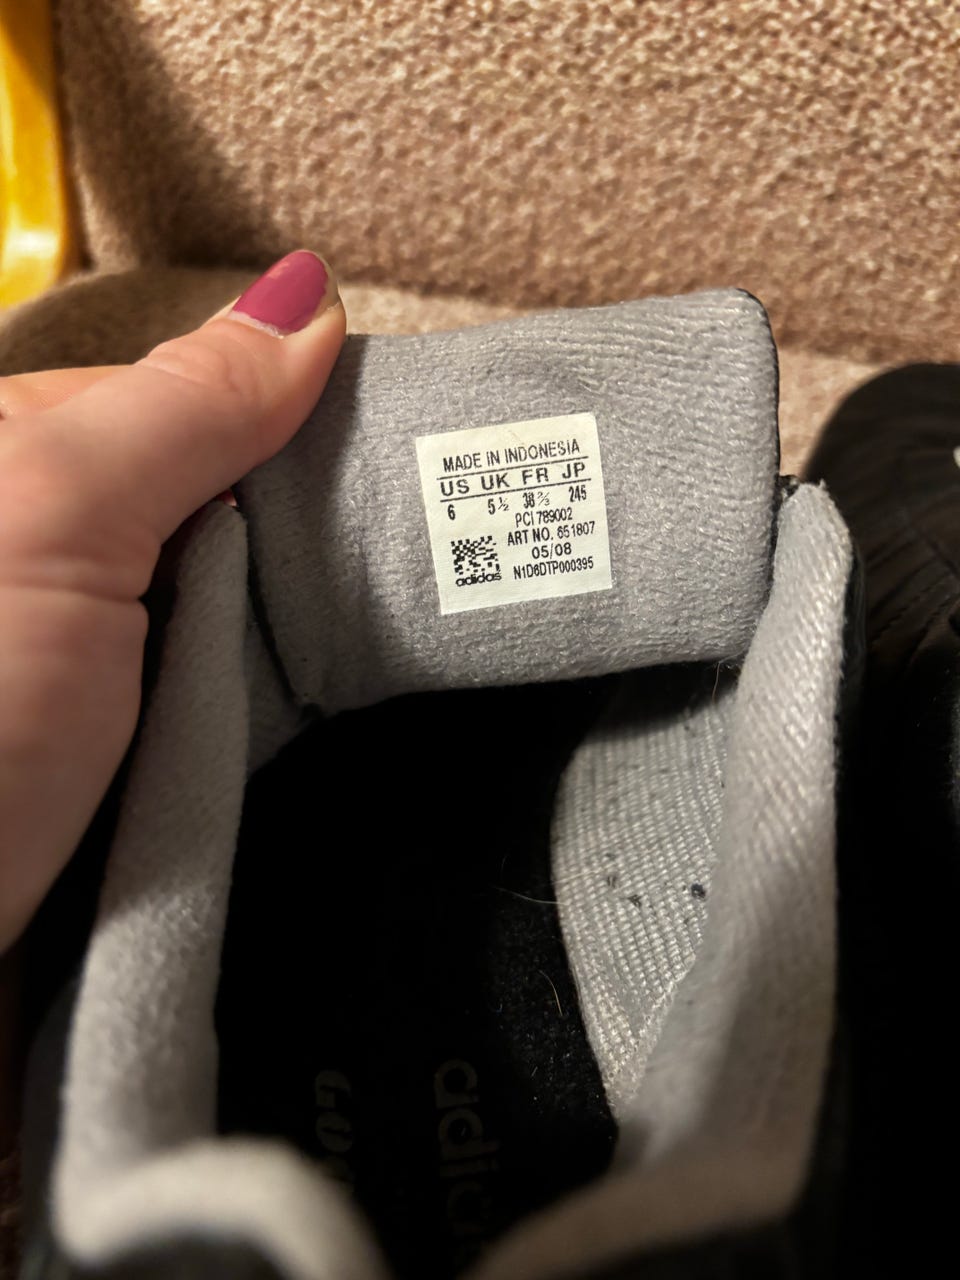 MADE IN INDONESIA
US UK FR JP
6 5½ 38⅔ 245
PCI 789002
ART NO. 651807
05/08
adidas N1D6DTP000395